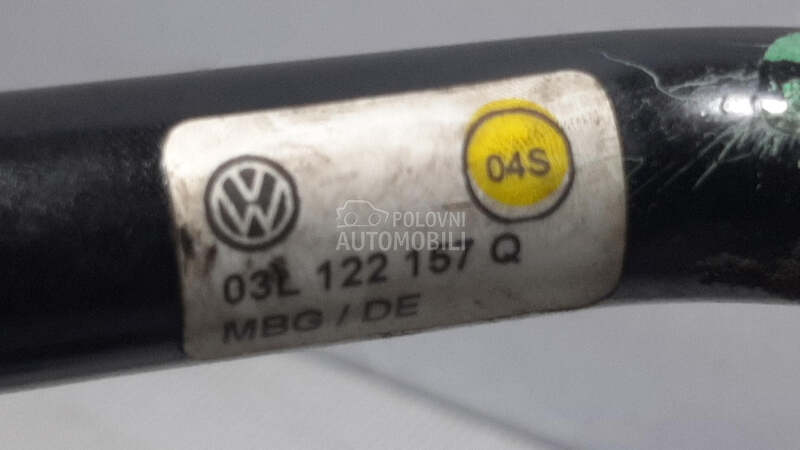 04S
POLOVNI
AUTOMOBILI
03L 122 157 Q
MBG / DE